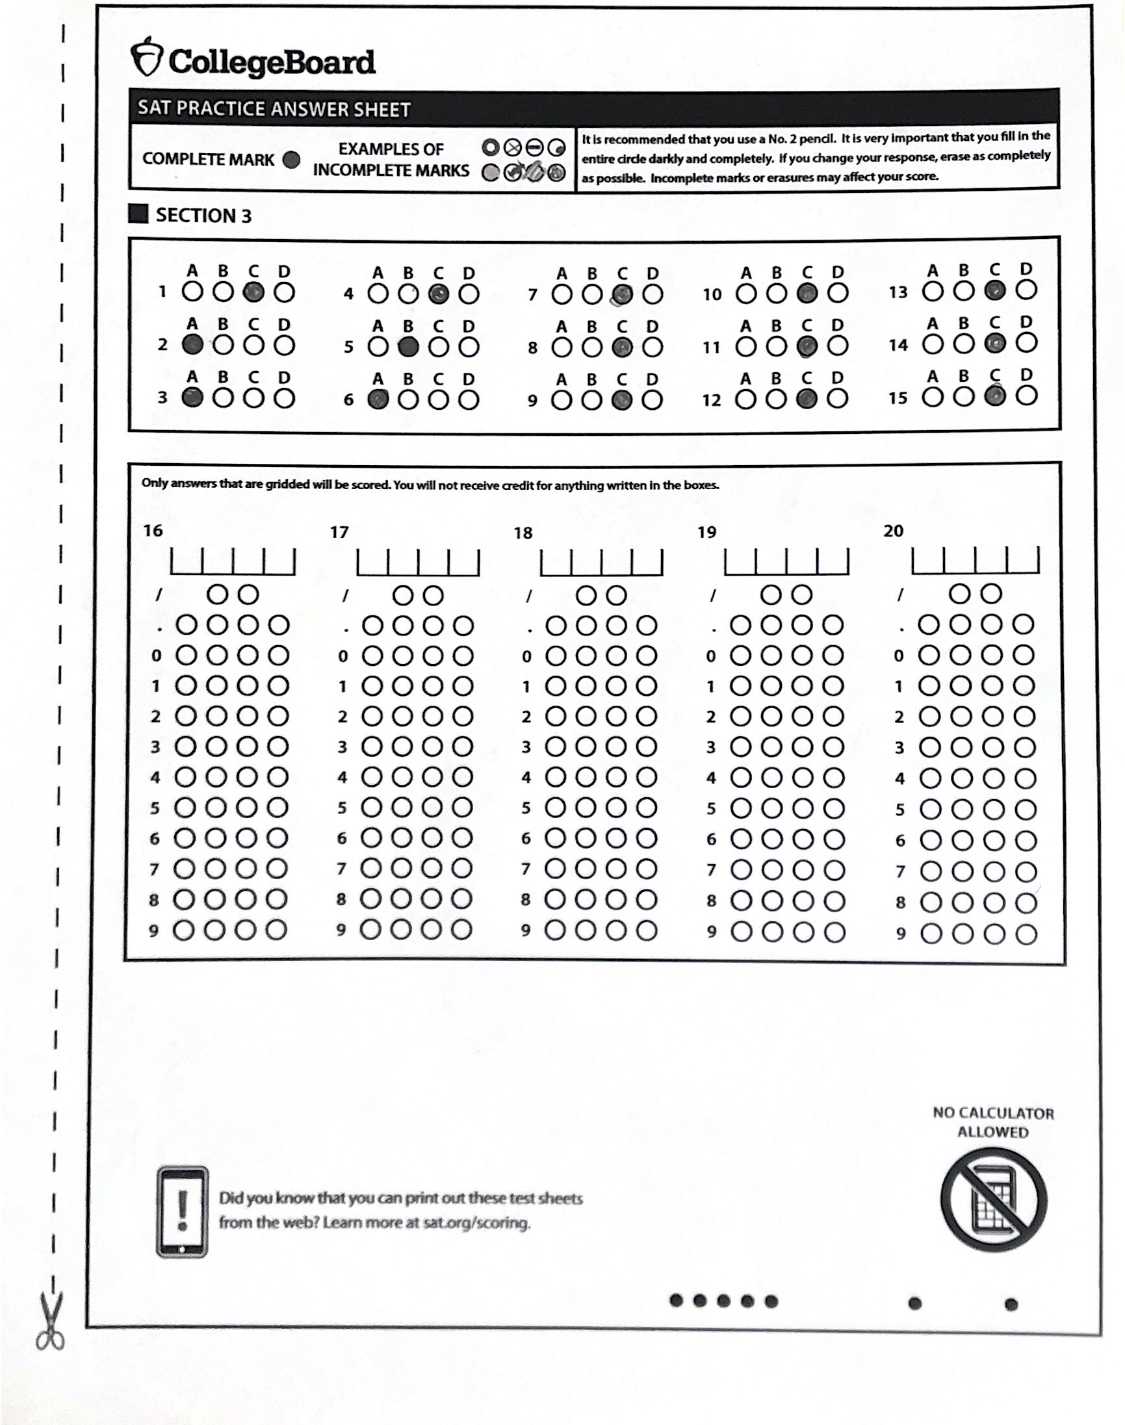 CollegeBoard
SAT PRACTICE ANSWER SHEET
COMPLETE MARK
EXAMPLES OF
INCOMPLETE MARKS
It is recommended that you use a No. 2 pencil. It is very important that you fill in the
entire circle darkly and completely. If you change your response, erase as completely
as possible. Incomplete marks or erasures may affect your score.
SECTION 3
A B C D A B C D A B C D A B C D A B C D
1 4 7 10 13
A B C D A B C D A B C D A B C D A B C D
2 5 8 11 14
A B C D A B C D A B C D A B C D A B C D
3 6 9 12 15
Only answers that are gridded will be scored. You will not receive credit for anything written in the boxes.
16 17 18 19 20
/ / / / /
. . . . .
0 0 0 0 0
1 1 1 1 1
2 2 2 2 2
3 3 3 3 3
4 4 4 4 4
5 5 5 5 5
6 6 6 6 6
7 7 7 7 7
8 8 8 8 8
9 9 9 9 9
NO CALCULATOR
ALLOWED
Did you know that you can print out these test sheets
from the web? Learn more at sat.org/scoring.